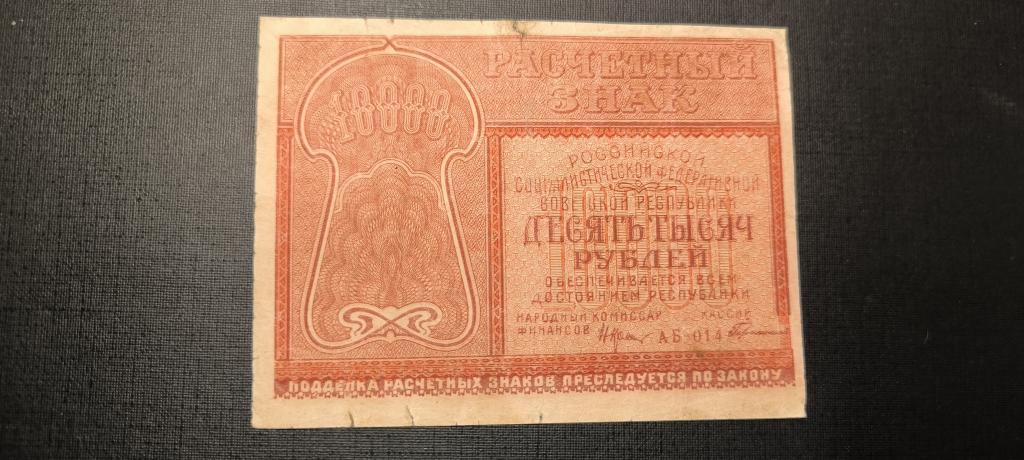 10000
РАСЧЕТНЫЙ
ЗНАК
РОССИЙСКОЙ
СОЦИАЛИСТИЧЕСКОЙ ФЕДЕРАТИВНОЙ
СОВЕТСКОЙ РЕСПУБЛИКИ
ДЕСЯТЬ ТЫСЯЧ
РУБЛЕЙ
ОБЕСПЕЧИВАЕТСЯ ВСЕМ
ДОСТОЯНИЕМ РЕСПУБЛИКИ
НАРОДНЫЙ КОМИССАР КАССИР
ФИНАНСОВ АБ-014
ПОДДЕЛКА РАСЧЕТНЫХ ЗНАКОВ ПРЕСЛЕДУЕТСЯ ПО ЗАКОНУ